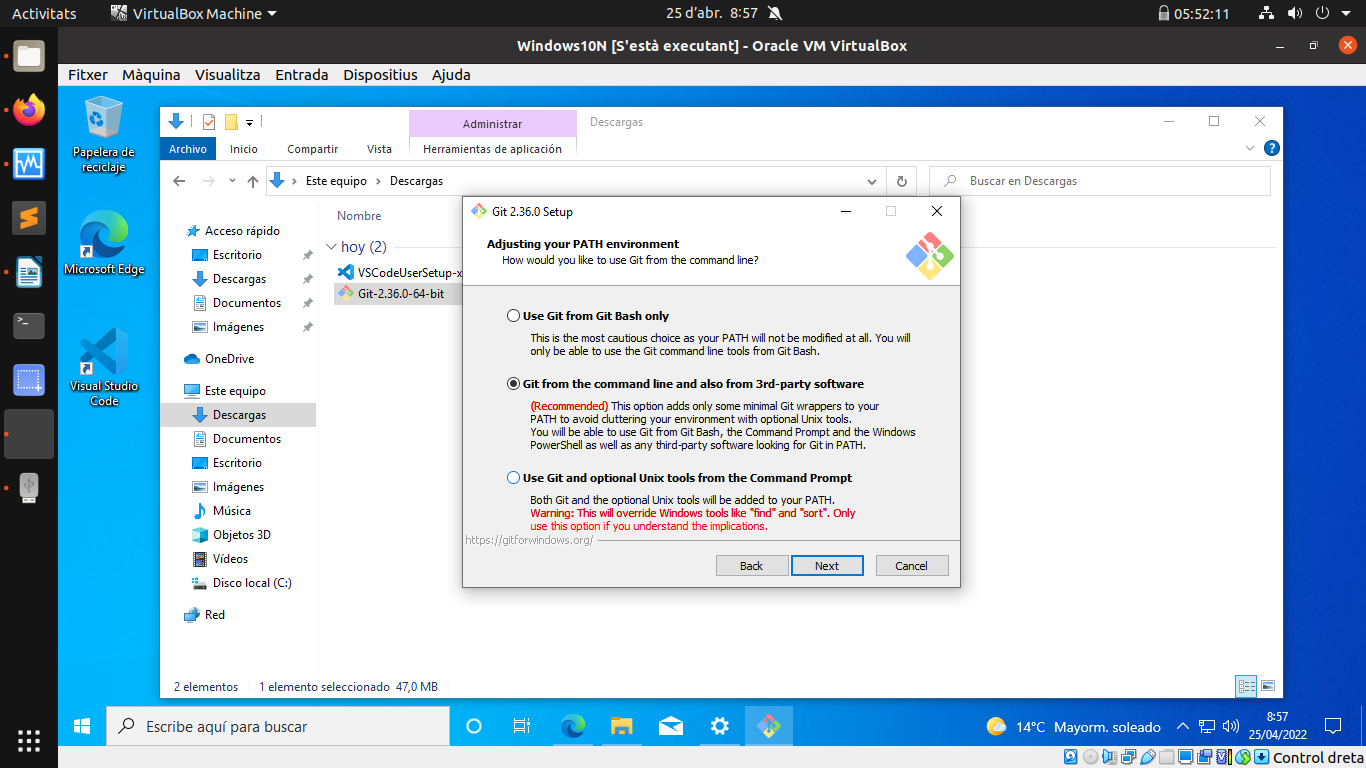 Activitats
VirtualBox Machine
25 d’abr. 8:57
05:52:11
Windows10N [S'està executant] - Oracle VM VirtualBox
Fitxer Màquina Visualitza Entrada Dispositius Ajuda
Papelera de
reciclaje
Microsoft Edge
Visual Studio
Code
Administrar
Descargas
Archivo Inicio Compartir Vista Herramientas de aplicación
Este equipo Descargas
Buscar en Descargas
Acceso rápido
Escritorio
Descargas
Documentos
Imágenes
OneDrive
Este equipo
Descargas
Documentos
Escritorio
Imágenes
Música
Objetos 3D
Vídeos
Disco local (C:)
Red
Nombre
hoy (2)
VSCodeUserSetup-x
Git-2.36.0-64-bit
2 elementos 1 elemento seleccionado 47,0 MB
Git 2.36.0 Setup
Adjusting your PATH environment
How would you like to use Git from the command line?
Use Git from Git Bash only
This is the most cautious choice as your PATH will not be modified at all. You will
only be able to use the Git command line tools from Git Bash.
Git from the command line and also from 3rd-party software
(Recommended) This option adds only some minimal Git wrappers to your
PATH to avoid cluttering your environment with optional Unix tools.
You will be able to use Git from Git Bash, the Command Prompt and the Windows
PowerShell as well as any third-party software looking for Git in PATH.
Use Git and optional Unix tools from the Command Prompt
Both Git and the optional Unix tools will be added to your PATH.
Warning: This will override Windows tools like "find" and "sort". Only
use this option if you understand the implications.
https://gitforwindows.org/
Back Next Cancel
Escribe aquí para buscar
14°C Mayorm. soleado
8:57
25/04/2022
Control dreta